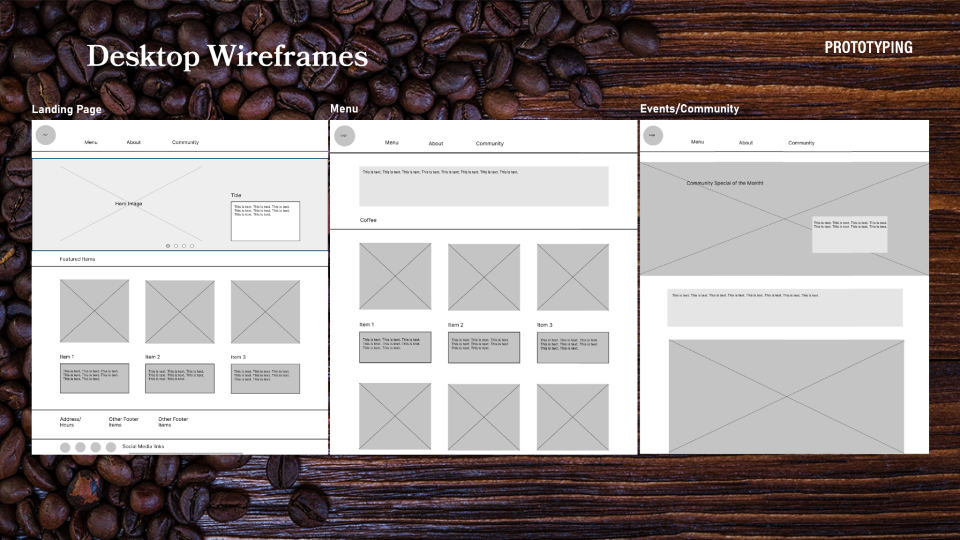 Desktop Wireframes
PROTOTYPING
Landing Page
Menu
About
Community
Hero Image
Title
This is text. This is text. This is text.
This is text. This is text. This is text.
This is text. This is text.
Featured Items
Item 1
Item 2
Item 3
This is text. This is text. This is text.
This is text. This is text. This is text.
This is text. This is text.
This is text. This is text. This is text.
This is text. This is text. This is text.
This is text. This is text.
This is text. This is text. This is text.
This is text. This is text. This is text.
This is text. This is text.
Address/
Hours
Other Footer
Items
Other Footer
Items
Social Media links
Menu
Menu
About
Community
This is text. This is text. This is text. This is text. This is text. This is text. This is text. This is text.
Coffee
Item 1
Item 2
Item 3
This is text. This is text. This is text.
This is text. This is text. This is text.
This is text. This is text.
This is text. This is text. This is text.
This is text. This is text. This is text.
This is text. This is text.
This is text. This is text. This is text.
This is text. This is text. This is text.
This is text. This is text.
Events/Community
Menu
About
Community
Community Special of the Month!
This is text. This is text. This is text. This is text.
This is text. This is text. This is text. This is text.
This is text. This is text. This is text. This is text. This is text. This is text. This is text. This is text.